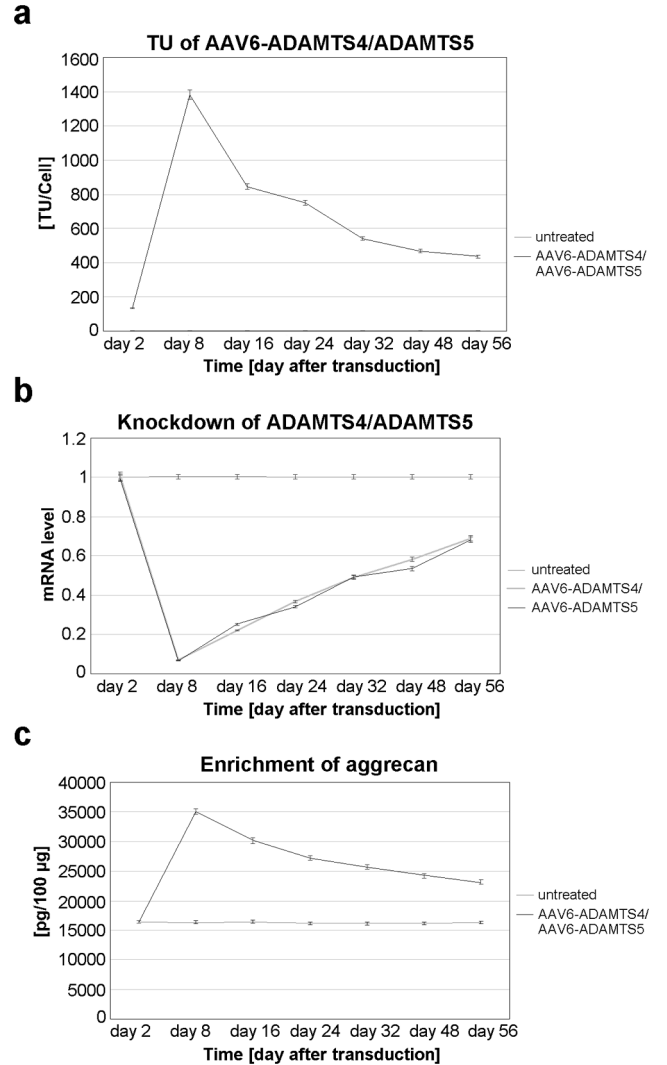 a
TU of AAV6-ADAMTS4/ADAMTS5
1600
1400
1200
1000
800
600
400
200
0
[TU/Cell]
day 2 day 8 day 16 day 24 day 32 day 48 day 56
Time [day after transduction]
untreated
AAV6-ADAMTS4/
AAV6-ADAMTS5
b
Knockdown of ADAMTS4/ADAMTS5
1.2
1
0.8
0.6
0.4
0.2
0
mRNA level
day 2 day 8 day 16 day 24 day 32 day 48 day 56
Time [day after transduction]
untreated
AAV6-ADAMTS4/
AAV6-ADAMTS5
c
Enrichment of aggrecan
40000
35000
30000
25000
20000
15000
10000
5000
0
[pg/100 µg]
day 2 day 8 day 16 day 24 day 32 day 48 day 56
Time [day after transduction]
untreated
AAV6-ADAMTS4/
AAV6-ADAMTS5